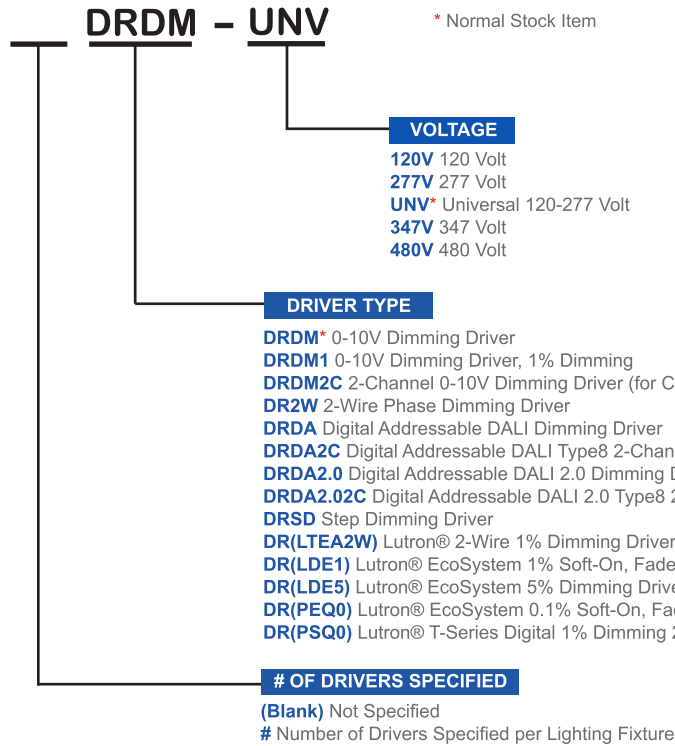 DRDM – UNV
* Normal Stock Item
VOLTAGE
120V 120 Volt
277V 277 Volt
UNV* Universal 120-277 Volt
347V 347 Volt
480V 480 Volt
DRIVER TYPE
DRDM* 0-10V Dimming Driver
DRDM1 0-10V Dimming Driver, 1% Dimming
DRDM2C 2-Channel 0-10V Dimming Driver (for C
DR2W 2-Wire Phase Dimming Driver
DRDA Digital Addressable DALI Dimming Driver
DRDA2C Digital Addressable DALI Type8 2-Chan
DRDA2.0 Digital Addressable DALI 2.0 Dimming D
DRDA2.02C Digital Addressable DALI 2.0 Type8 2
DRSD Step Dimming Driver
DR(LTEA2W) Lutron® 2-Wire 1% Dimming Driver
DR(LDE1) Lutron® EcoSystem 1% Soft-On, Fade
DR(LDE5) Lutron® EcoSystem 5% Dimming Drive
DR(PEQ0) Lutron® EcoSystem 0.1% Soft-On, Fa
DR(PSQ0) Lutron® T-Series Digital 1% Dimming 2
# OF DRIVERS SPECIFIED
(Blank) Not Specified
# Number of Drivers Specified per Lighting Fixture